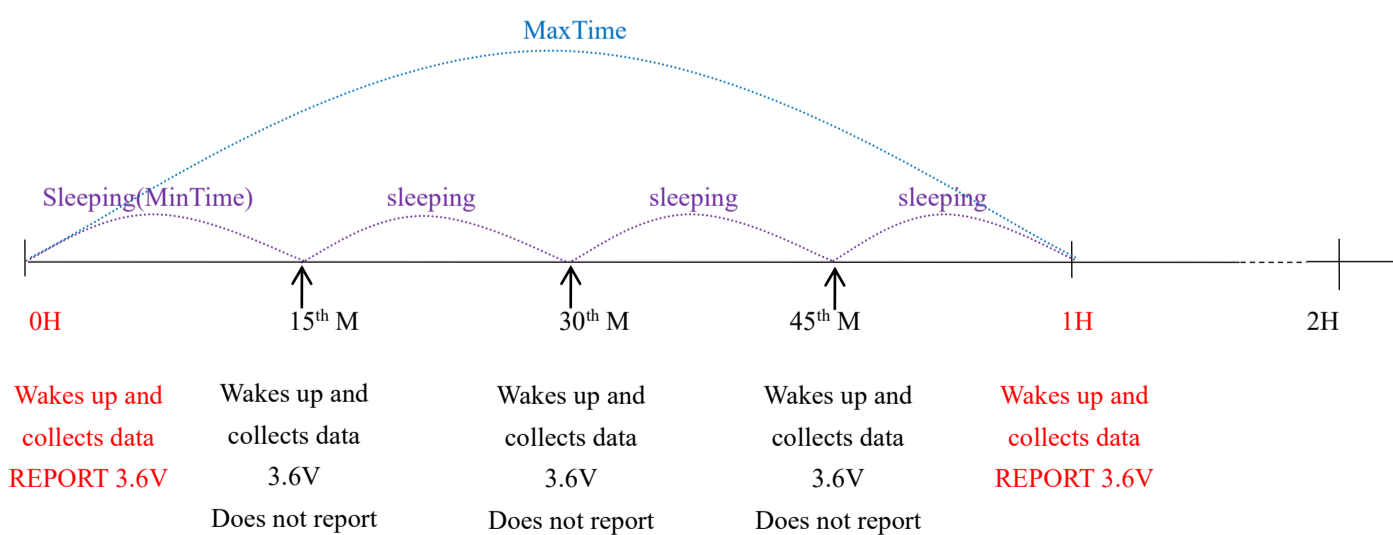 MaxTime
Sleeping(MinTime)
sleeping
sleeping
sleeping
0H
15th M
30th M
45th M
1H
2H
Wakes up and
collects data
REPORT 3.6V
Wakes up and
collects data
3.6V
Does not report
Wakes up and
collects data
3.6V
Does not report
Wakes up and
collects data
3.6V
Does not report
Wakes up and
collects data
REPORT 3.6V